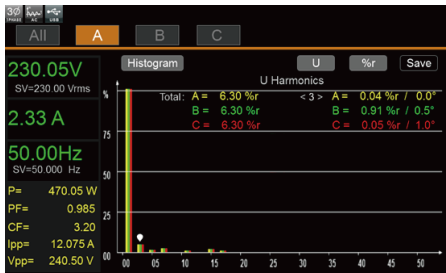 3Ø AC
PHASES USB
All A B C
230.05V
SV=230.00 Vrms
2.33 A
50.00Hz
SV=50.000 Hz
P= 470.05 W
PF= 0.985
CF= 3.20
Ipp= 12.075 A
Vpp= 240.50 V
Histogram U %r Save
U Harmonics
Total: A = 6.30 %r < 3 > A = 0.04 %r / 0.0°
B = 6.30 %r B = 0.91 %r / 0.5°
C = 6.30 %r C = 0.05 %r / 1.0°
%
75
50
25
00
00 05 10 15 20 25 30 35 40 45 50